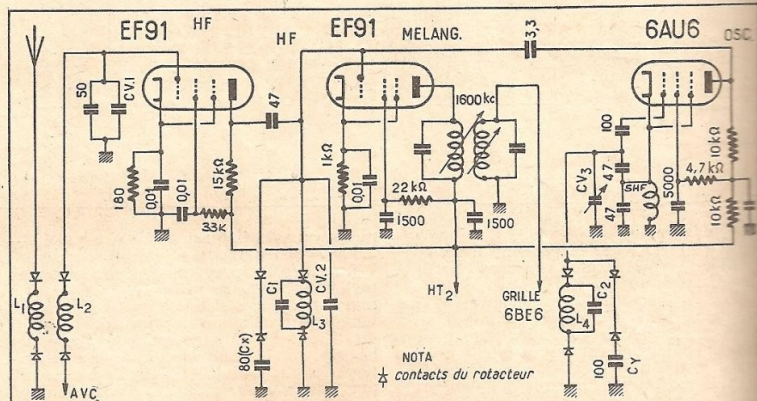 EF91 HF HF EF91 MELANG. 3,3 6AU6 OSC.
50
CV.1
47
1600kc
100
10kΩ
180
0,01
0,01
15kΩ
33K
1kΩ
0,01
22kΩ
1500
1500
CV3
47
47
SHF
5000
4,7kΩ
10kΩ
L1
L2
AVC
C1
L3
CV.2
80(Cx)
HT2
GRILLE
6BE6
L4
C2
100
CY
NOTA
contacts du rotacteur